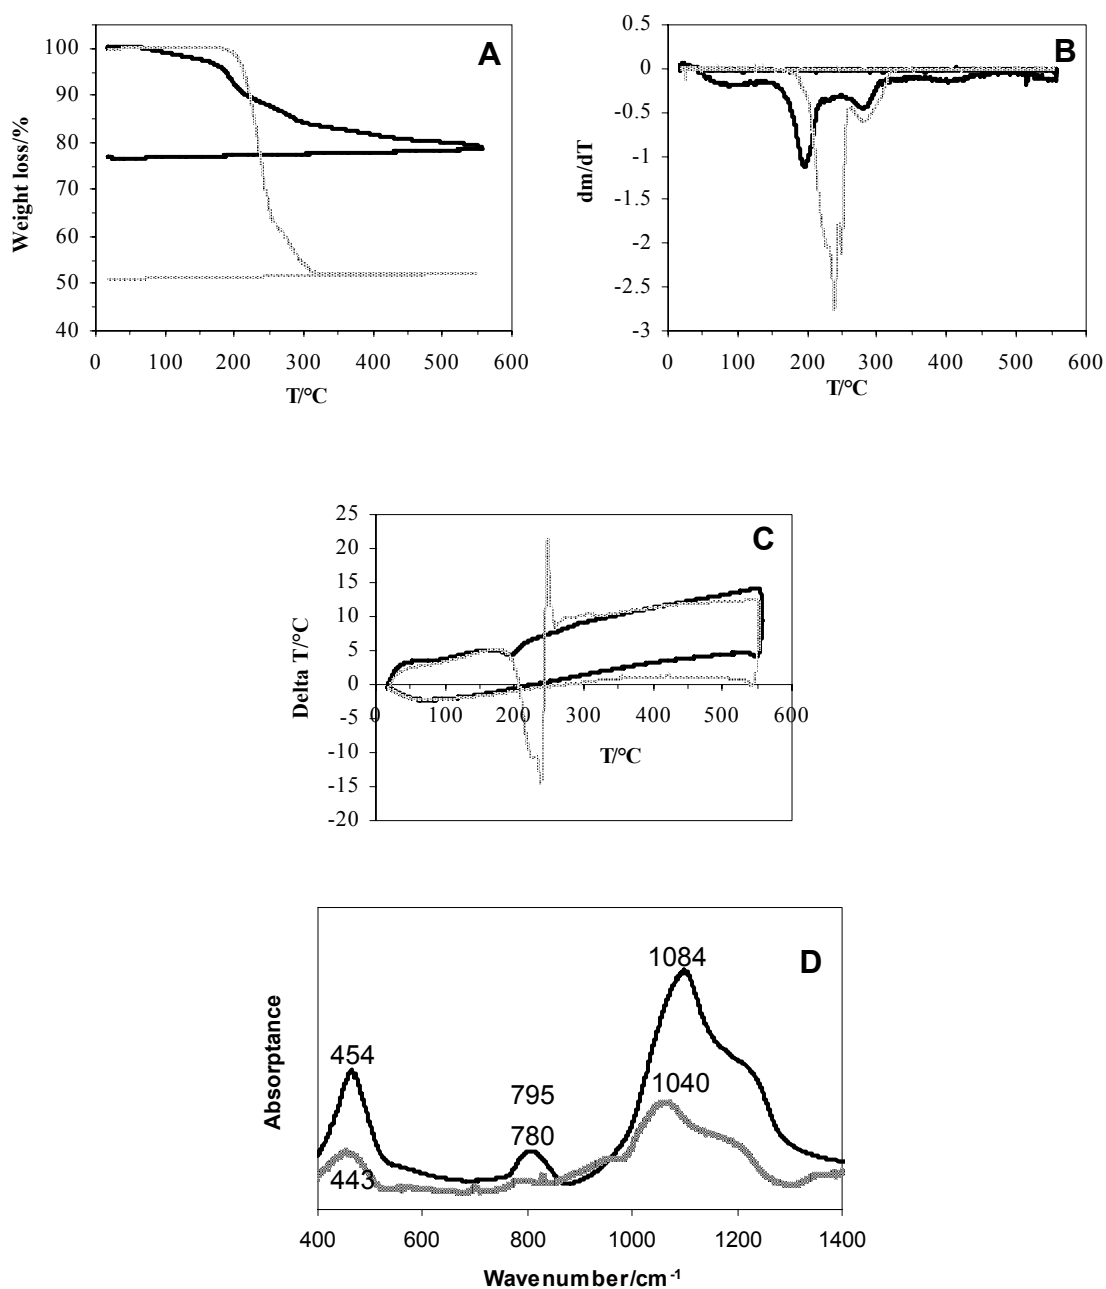 A
100
90
80
70
60
50
40
0 100 200 300 400 500 600
Weight loss/%
T/°C
B
0.5
0
-0.5
-1
-1.5
-2
-2.5
-3
0 100 200 300 400 500 600
dm/dT
T/°C
C
25
20
15
10
5
0
-5
-10
-15
-20
0 100 200 300 400 500 600
Delta T/°C
T/°C
D
1084
454
795
1040
780
443
Absorptance
400 600 800 1000 1200 1400
Wavenumber/cm⁻¹